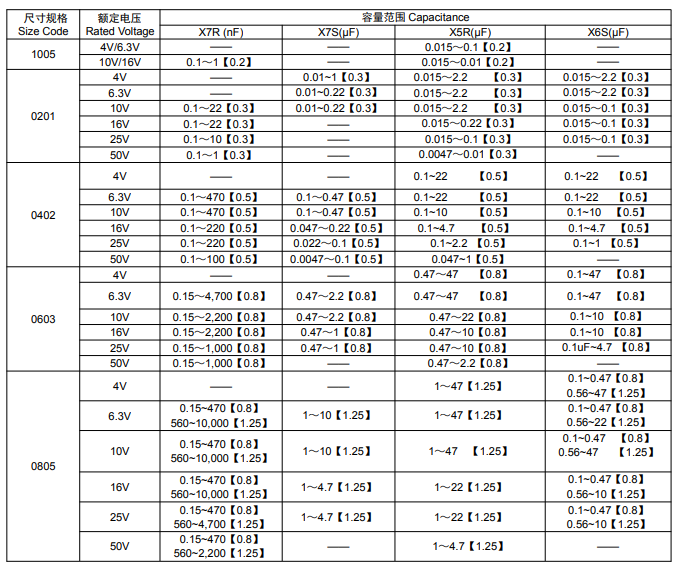 尺寸规格 额定电压 容量范围 Capacitance
Size Code Rated Voltage X7R (nF) X7S(μF) X5R(μF) X6S(μF)
1005 4V/6.3V —— —— 0.015～0.1【0.2】 ——
10V/16V 0.1～1【0.2】 —— 0.015～0.01【0.2】 ——
0201 4V —— 0.01~1【0.3】 0.015～2.2 【0.3】 0.015～2.2【0.3】
6.3V —— 0.01~0.22【0.3】 0.015～2.2 【0.3】 0.015～2.2【0.3】
10V 0.1～22【0.3】 0.01~0.22【0.3】 0.015～2.2 【0.3】 0.015～0.1【0.3】
16V 0.1～22【0.3】 —— 0.015～0.22【0.3】 0.015～0.1【0.3】
25V 0.1～10【0.3】 —— 0.015～0.1【0.3】 0.015～0.1【0.3】
50V 0.1～1【0.3】 —— 0.0047～0.01【0.3】 ——
0402 4V —— —— 0.1~22 【0.5】 0.1~22 【0.5】
6.3V 0.1～470【0.5】 0.1～0.47【0.5】 0.1~22 【0.5】 0.1~22 【0.5】
10V 0.1～470【0.5】 0.1～0.47【0.5】 0.1~10 【0.5】 0.1~10 【0.5】
16V 0.1～220【0.5】 0.047～0.22【0.5】 0.1~4.7 【0.5】 0.1~4.7 【0.5】
25V 0.1～220【0.5】 0.022～0.1【0.5】 0.1~2.2 【0.5】 0.1~1 【0.5】
50V 0.1～100【0.5】 0.0047～0.1【0.5】 0.047~1【0.5】 ——
0603 4V —— —— 0.47～47 【0.8】 0.1~47 【0.8】
6.3V 0.15～4,700【0.8】 0.47～2.2【0.8】 0.47～47 【0.8】 0.1~47 【0.8】
10V 0.15～2,200【0.8】 0.47～2.2【0.8】 0.47～22【0.8】 0.1~10 【0.8】
16V 0.15～2,200【0.8】 0.47～1【0.8】 0.47～10【0.8】 0.1~10 【0.8】
25V 0.15～1,000【0.8】 0.47～1【0.8】 0.47～10【0.8】 0.1uF~4.7 【0.8】
50V 0.15～1,000【0.8】 —— 0.47～2.2【0.8】 ——
0805 4V —— —— 1～47【1.25】 0.1~0.47【0.8】
0.56~47【1.25】
6.3V 0.15~470【0.8】 1～10【1.25】 1～47【1.25】 0.1~0.47【0.8】
560~10,000【1.25】 0.56~22【1.25】
10V 0.15~470【0.8】 1～10【1.25】 1～47 【1.25】 0.1~0.47 【0.8】
560~10,000【1.25】 0.56~47 【1.25】
16V 0.15~470【0.8】 1～4.7【1.25】 1～22【1.25】 0.1~0.47【0.8】
560~10,000【1.25】 0.56~10【1.25】
25V 0.15~470【0.8】 1～4.7【1.25】 1～22【1.25】 0.1~0.47【0.8】
560~4,700【1.25】 0.56~10【1.25】
50V 0.15~470【0.8】 —— 1～4.7【1.25】 ——
560~2,200【1.25】